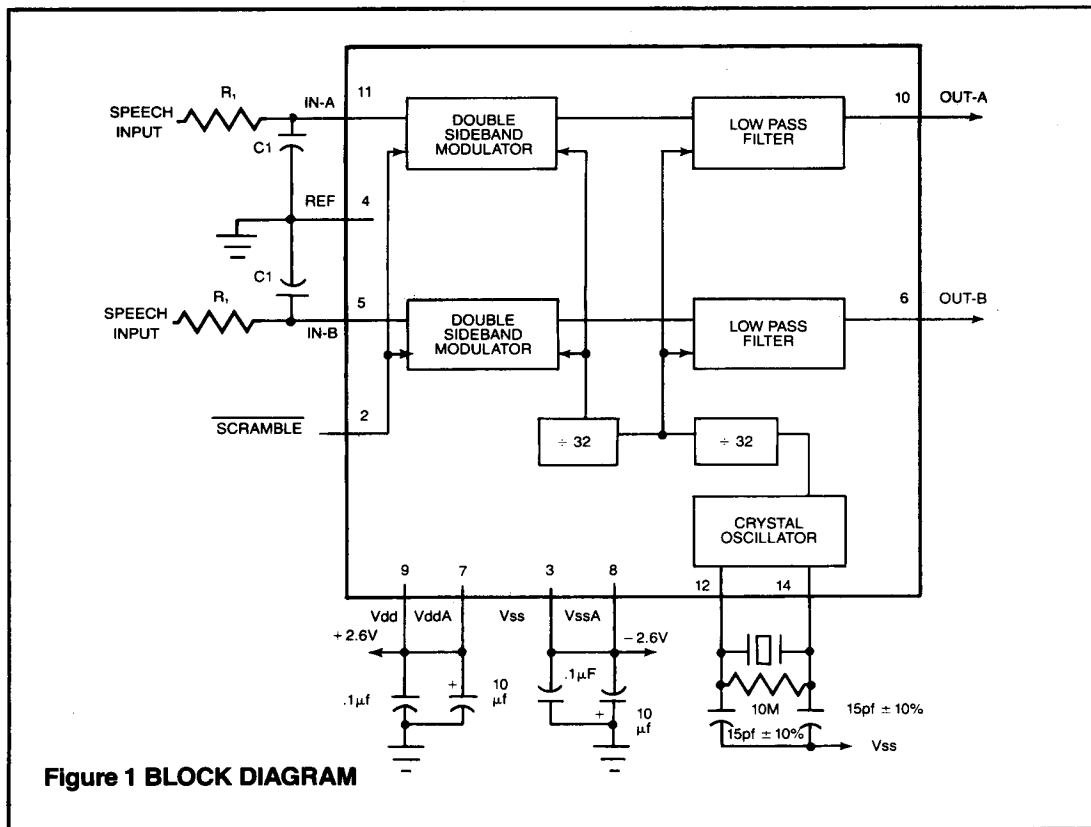 SPEECH
INPUT
R₁
IN-A
11
C1
DOUBLE
SIDEBAND
MODULATOR
LOW PASS
FILTER
10
OUT-A
REF
4
C1
SPEECH
INPUT
R₁
5
IN-B
DOUBLE
SIDEBAND
MODULATOR
LOW PASS
FILTER
6
OUT-B
SCRAMBLE
2
÷ 32
÷ 32
CRYSTAL
OSCILLATOR
9
7
3
8
12
14
Vdd
VddA
Vss
VssA
+2.6V
−2.6V
.1µf
+
10
µf
.1µF
+
10
µf
10M
15pf ± 10%
15pf ± 10%
Vss
Figure 1 BLOCK DIAGRAM